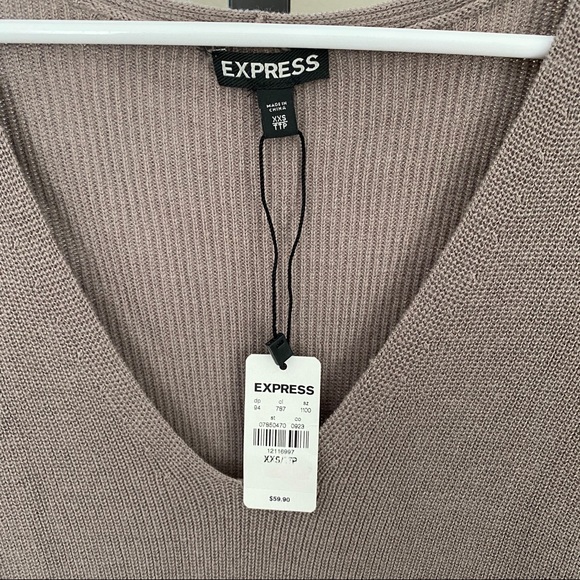 EXPRESS
MADE IN
CHINA
XXS
TTP
EXPRESS
dp cl sz
94 787 1100
st co
07850470 0923
12116997
XXS/TTP
$59.90